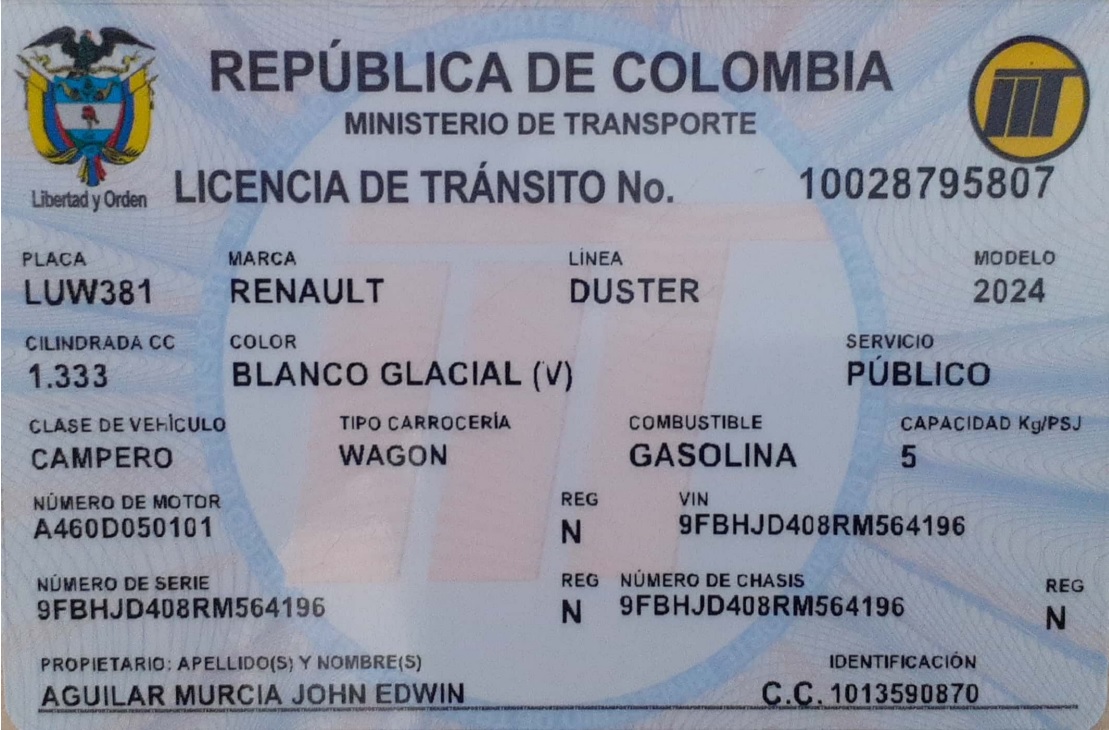 REPÚBLICA DE COLOMBIA
MINISTERIO DE TRANSPORTE
Libertad y Orden
LICENCIA DE TRÁNSITO No. 10028795807
PLACA MARCA LÍNEA MODELO
LUW381 RENAULT DUSTER 2024
CILINDRADA CC COLOR SERVICIO
1.333 BLANCO GLACIAL (V) PÚBLICO
CLASE DE VEHÍCULO TIPO CARROCERÍA COMBUSTIBLE CAPACIDAD Kg/PSJ
CAMPERO WAGON GASOLINA 5
NÚMERO DE MOTOR REG VIN
A460D050101 N 9FBHJD408RM564196
NÚMERO DE SERIE REG NÚMERO DE CHASIS REG
9FBHJD408RM564196 N 9FBHJD408RM564196 N
PROPIETARIO: APELLIDO(S) Y NOMBRE(S) IDENTIFICACIÓN
AGUILAR MURCIA JOHN EDWIN C.C. 1013590870